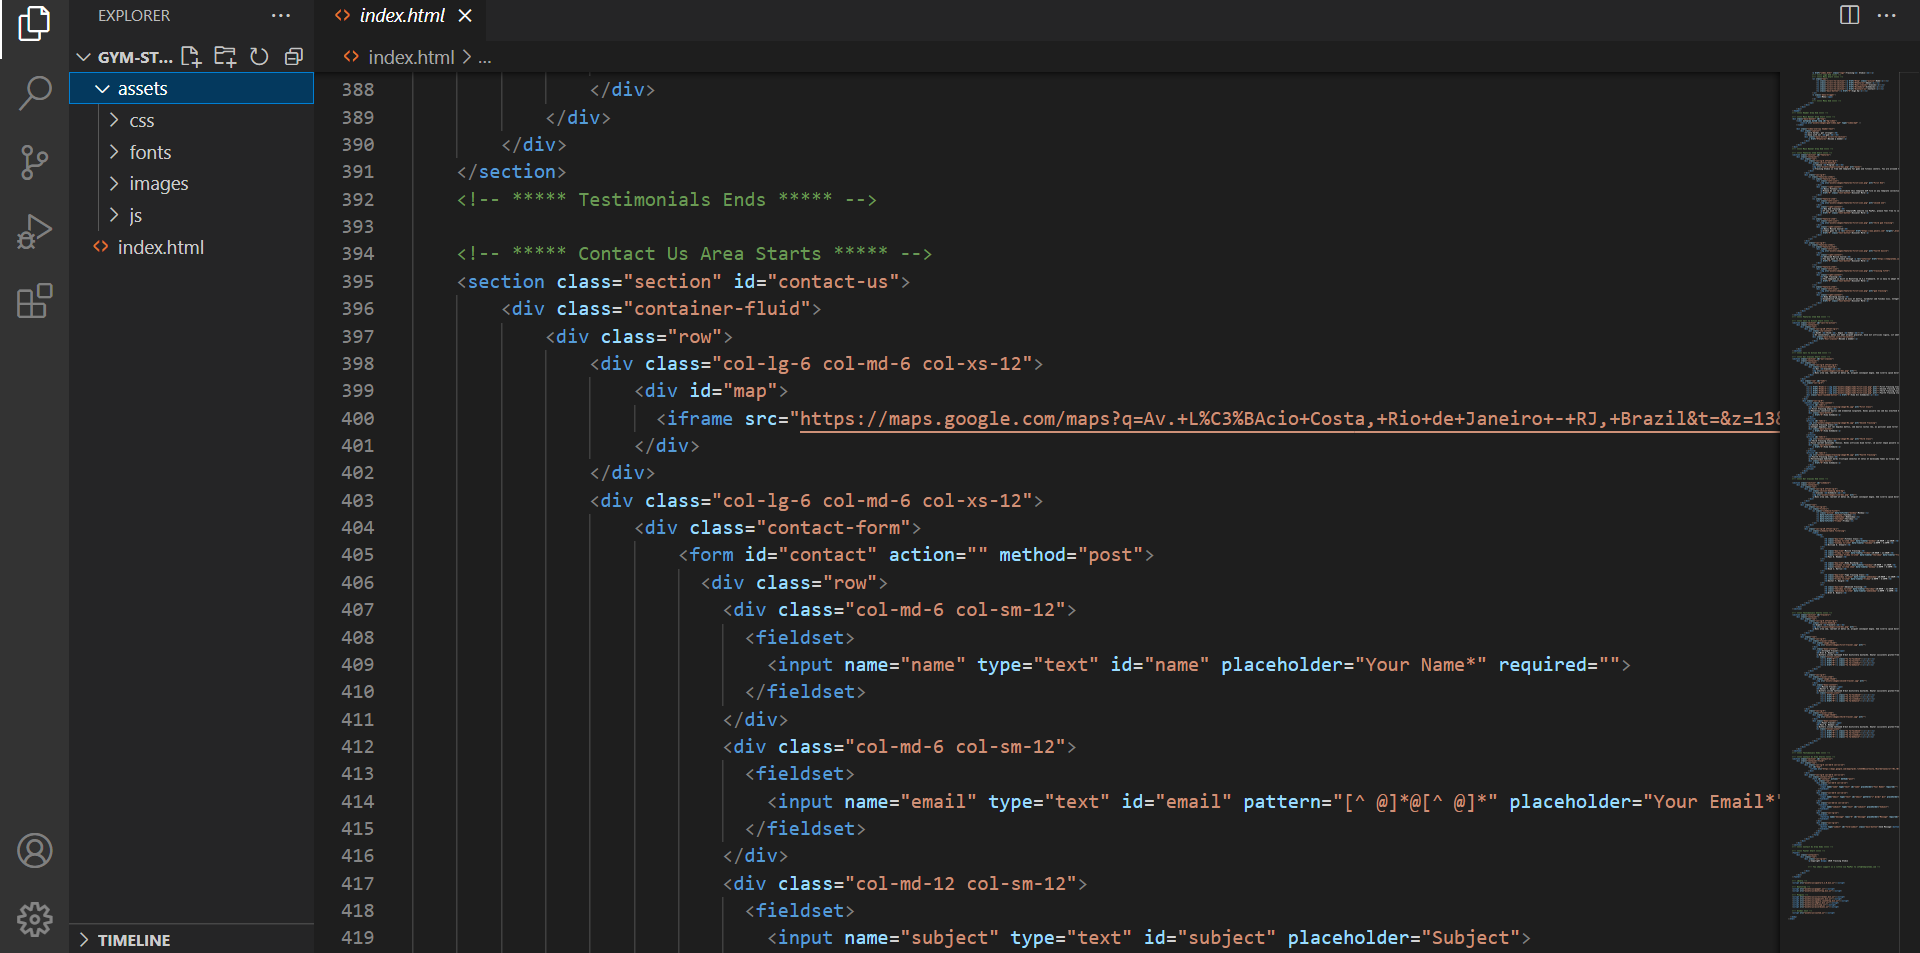 EXPLORER
GYM-ST...
assets
css
fonts
images
js
index.html
TIMELINE
index.html
index.html > ...
388 </div>
389 </div>
390 </div>
391 </section>
392 <!-- ***** Testimonials Ends ***** -->
393
394 <!-- ***** Contact Us Area Starts ***** -->
395 <section class="section" id="contact-us">
396 <div class="container-fluid">
397 <div class="row">
398 <div class="col-lg-6 col-md-6 col-xs-12">
399 <div id="map">
400 <iframe src="https://maps.google.com/maps?q=Av.+L%C3%BAcio+Costa,+Rio+de+Janeiro+-+RJ,+Brazil&t=&z=13&
401 </div>
402 </div>
403 <div class="col-lg-6 col-md-6 col-xs-12">
404 <div class="contact-form">
405 <form id="contact" action="" method="post">
406 <div class="row">
407 <div class="col-md-6 col-sm-12">
408 <fieldset>
409 <input name="name" type="text" id="name" placeholder="Your Name*" required="">
410 </fieldset>
411 </div>
412 <div class="col-md-6 col-sm-12">
413 <fieldset>
414 <input name="email" type="text" id="email" pattern="[^ @]*@[^ @]*" placeholder="Your Email*"
415 </fieldset>
416 </div>
417 <div class="col-md-12 col-sm-12">
418 <fieldset>
419 <input name="subject" type="text" id="subject" placeholder="Subject">